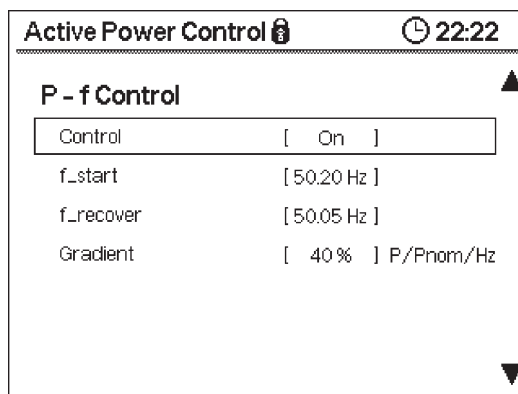 Active Power Control 22:22
P - f Control
Control [ On ]
f_start [ 50.20 Hz ]
f_recover [ 50.05 Hz ]
Gradient [ 40 % ] P/Pnom/Hz